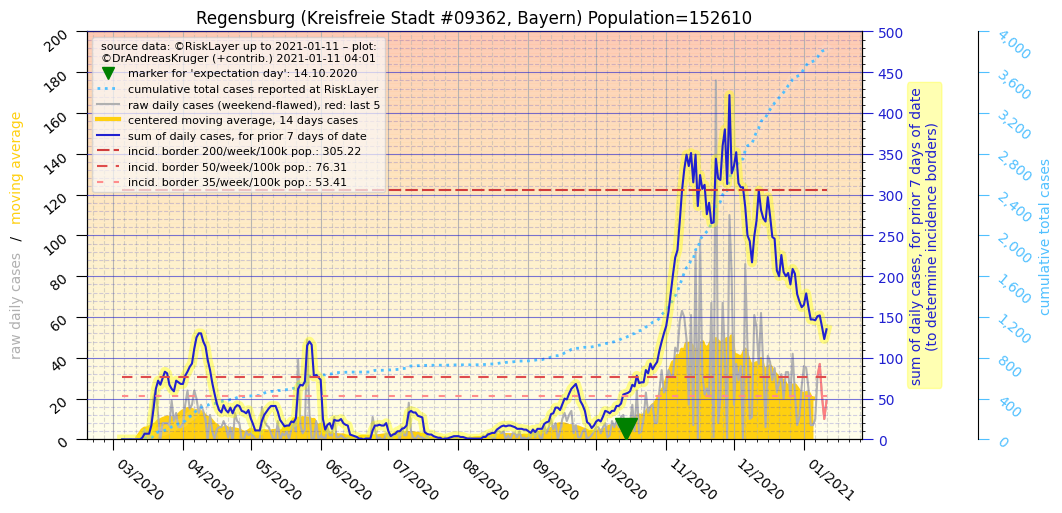 Regensburg (Kreisfreie Stadt #09362, Bayern) Population=152610
source data: ©RiskLayer up to 2021-01-11 – plot:
©DrAndreasKruger (+contrib.) 2021-01-11 04:01
marker for 'expectation day': 14.10.2020
cumulative total cases reported at RiskLayer
raw daily cases (weekend-flawed), red: last 5
centered moving average, 14 days cases
sum of daily cases, for prior 7 days of date
incid. border 200/week/100k pop.: 305.22
incid. border 50/week/100k pop.: 76.31
incid. border 35/week/100k pop.: 53.41
raw daily cases / moving average
200
180
160
140
120
100
80
60
40
20
0
03/2020
04/2020
05/2020
06/2020
07/2020
08/2020
09/2020
10/2020
11/2020
12/2020
01/2021
500
450
400
350
300
250
200
150
100
50
0
sum of daily cases, for prior 7 days of date
(to determine incidence borders)
4,000
3,600
3,200
2,800
2,400
2,000
1,600
1,200
800
400
0
cumulative total cases